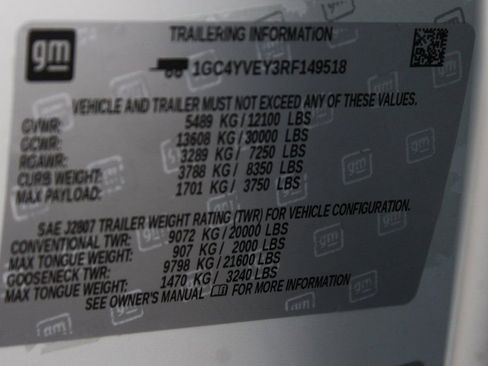 gm
TRAILERING INFORMATION
1GC4YVEY3RF149518
VEHICLE AND TRAILER MUST NOT EXCEED ANY OF THESE VALUES.
GVWR: 5489 KG / 12100 LBS
GCWR: 13608 KG / 30000 LBS
RGAWR: 3289 KG / 7250 LBS
CURB WEIGHT: 3788 KG / 8350 LBS
MAX PAYLOAD: 1701 KG / 3750 LBS
SAE J2807 TRAILER WEIGHT RATING (TWR) FOR VEHICLE CONFIGURATION.
CONVENTIONAL TWR: 9072 KG / 20000 LBS
MAX TONGUE WEIGHT: 907 KG / 2000 LBS
GOOSENECK TWR: 9798 KG / 21600 LBS
MAX TONGUE WEIGHT: 1470 KG / 3240 LBS
SEE OWNER'S MANUAL FOR MORE INFORMATION